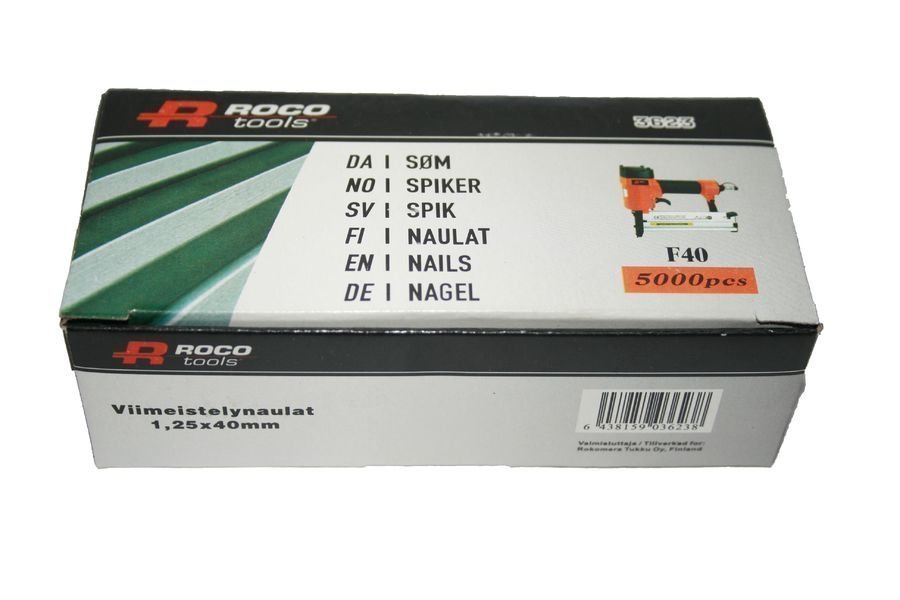 ROCO
tools
3623
DA | SØM
NO | SPIKER
SV | SPIK
FI | NAULAT
EN | NAILS
DE | NAGEL
F40
5000pcs
ROCO
tools
Viimeistelynaulat
1,25x40mm
6 438159 036238
Valmistuttaja / Tillverkad for:
Rokomera Tukku Oy, Finland